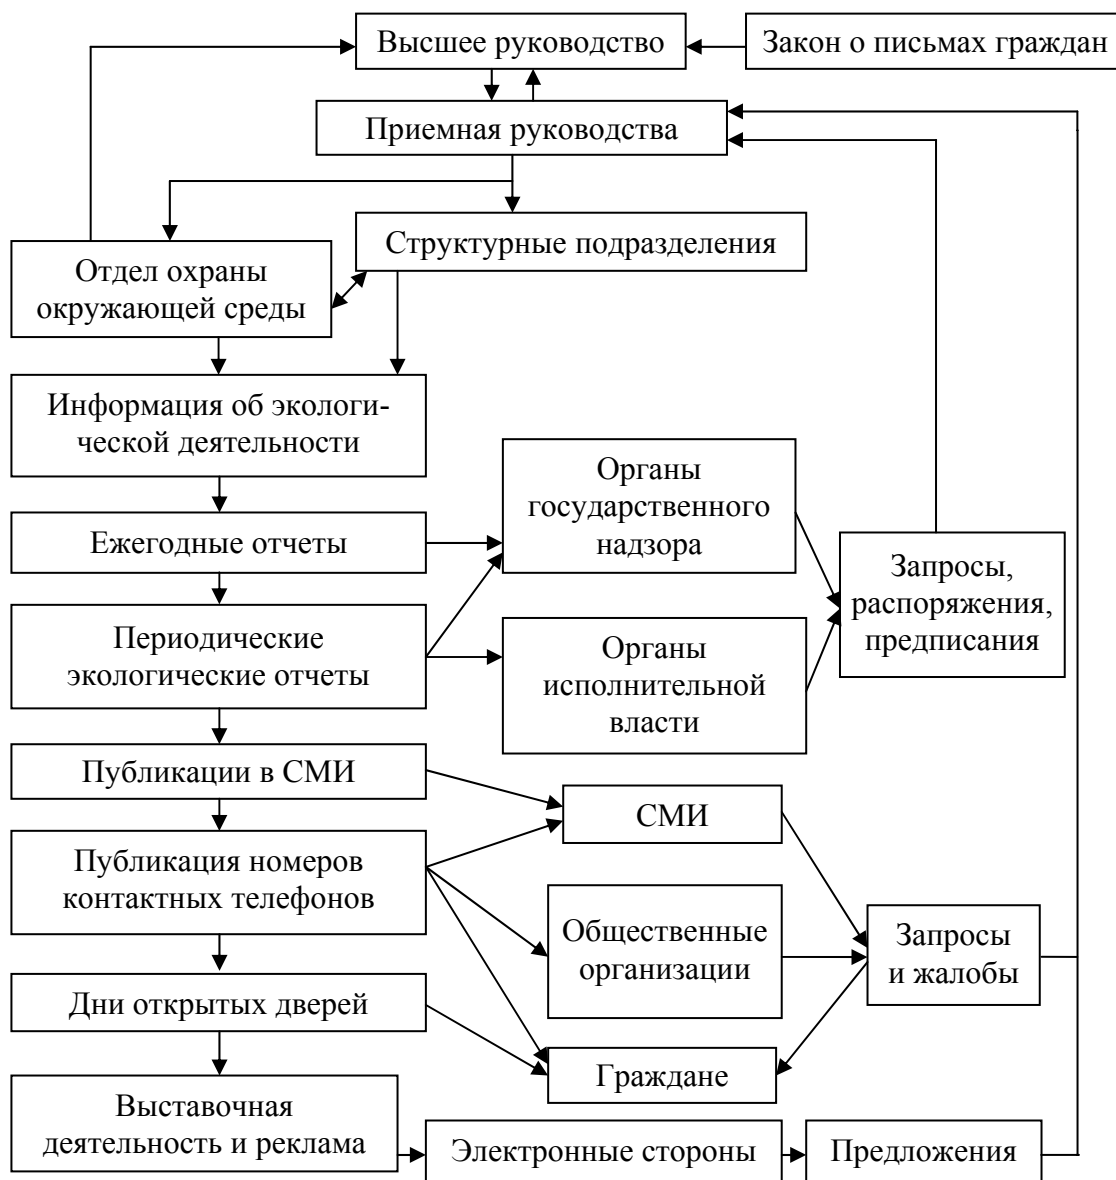 Высшее руководство
Закон о письмах граждан
Приемная руководства
Структурные подразделения
Отдел охраны
окружающей среды
Информация об экологи-
ческой деятельности
Органы
государственного
надзора
Ежегодные отчеты
Запросы,
распоряжения,
предписания
Периодические
экологические отчеты
Органы
исполнительной
власти
Публикации в СМИ
СМИ
Публикация номеров
контактных телефонов
Общественные
организации
Запросы
и жалобы
Дни открытых дверей
Граждане
Выставочная
деятельность и реклама
Электронные стороны
Предложения